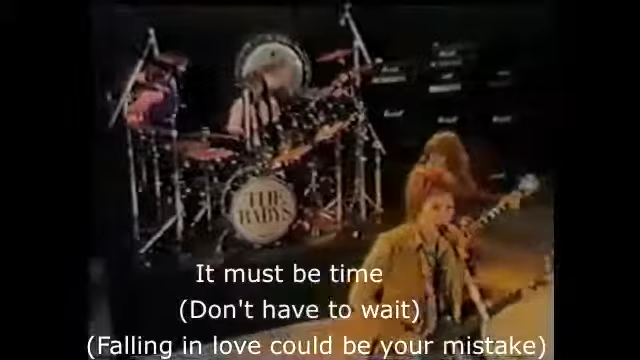 THE
BABYS
It must be time
(Don't have to wait)
(Falling in love could be your mistake)